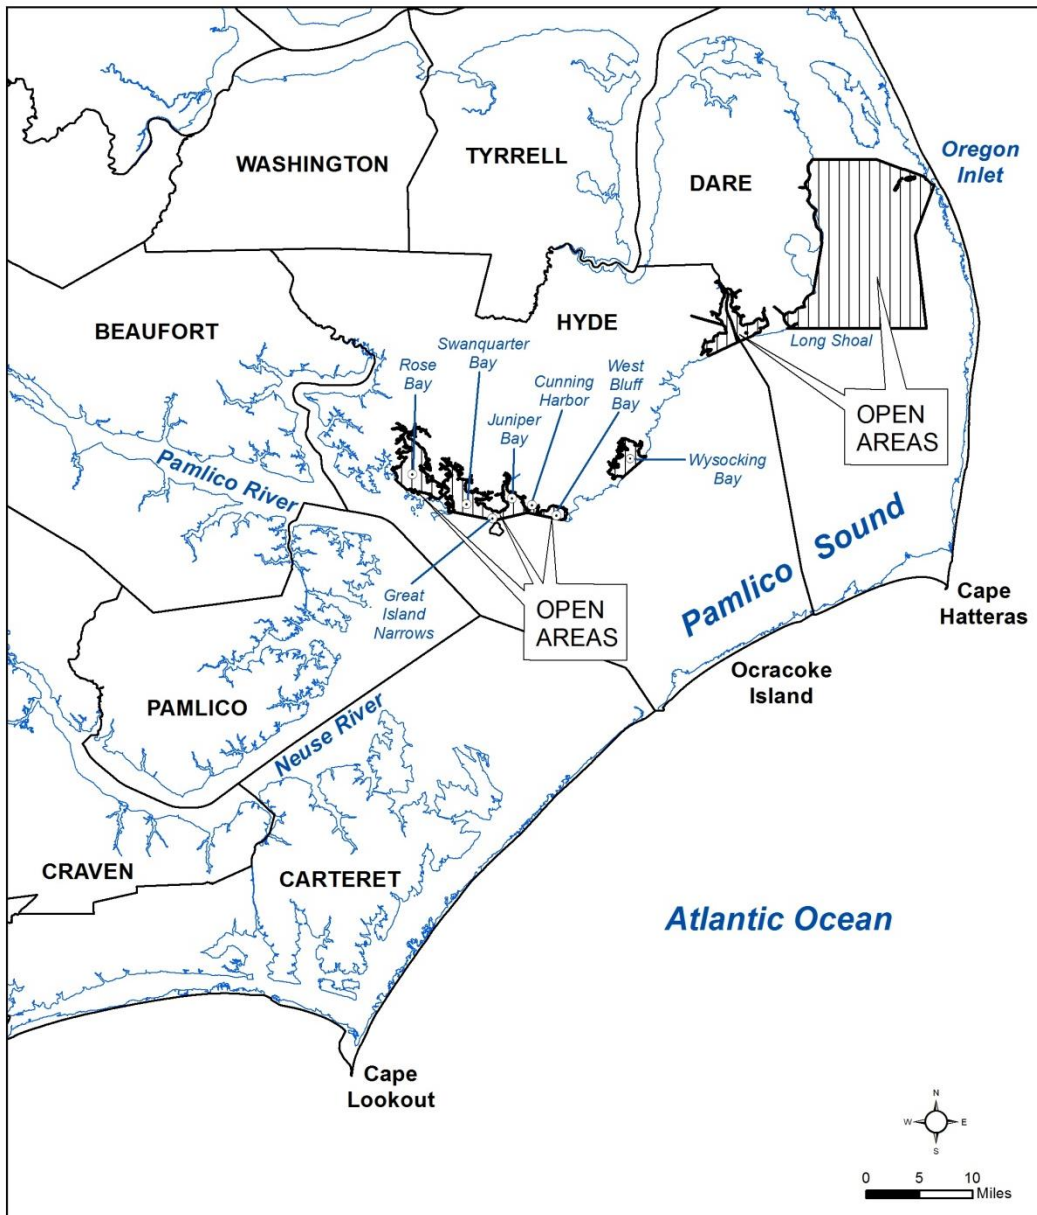 WASHINGTON
TYRRELL
DARE
Oregon
Inlet
BEAUFORT
HYDE
Long Shoal
Swanquarter
Bay
Rose
Bay
Cunning
Harbor
West
Bluff
Bay
Juniper
Bay
OPEN
AREAS
Wysocking
Bay
Pamlico River
Pamlico Sound
Great
Island
Narrows
OPEN
AREAS
Cape
Hatteras
Ocracoke
Island
PAMLICO
Neuse River
CRAVEN
CARTERET
Atlantic Ocean
Cape
Lookout
N
W E
S
0 5 10
Miles